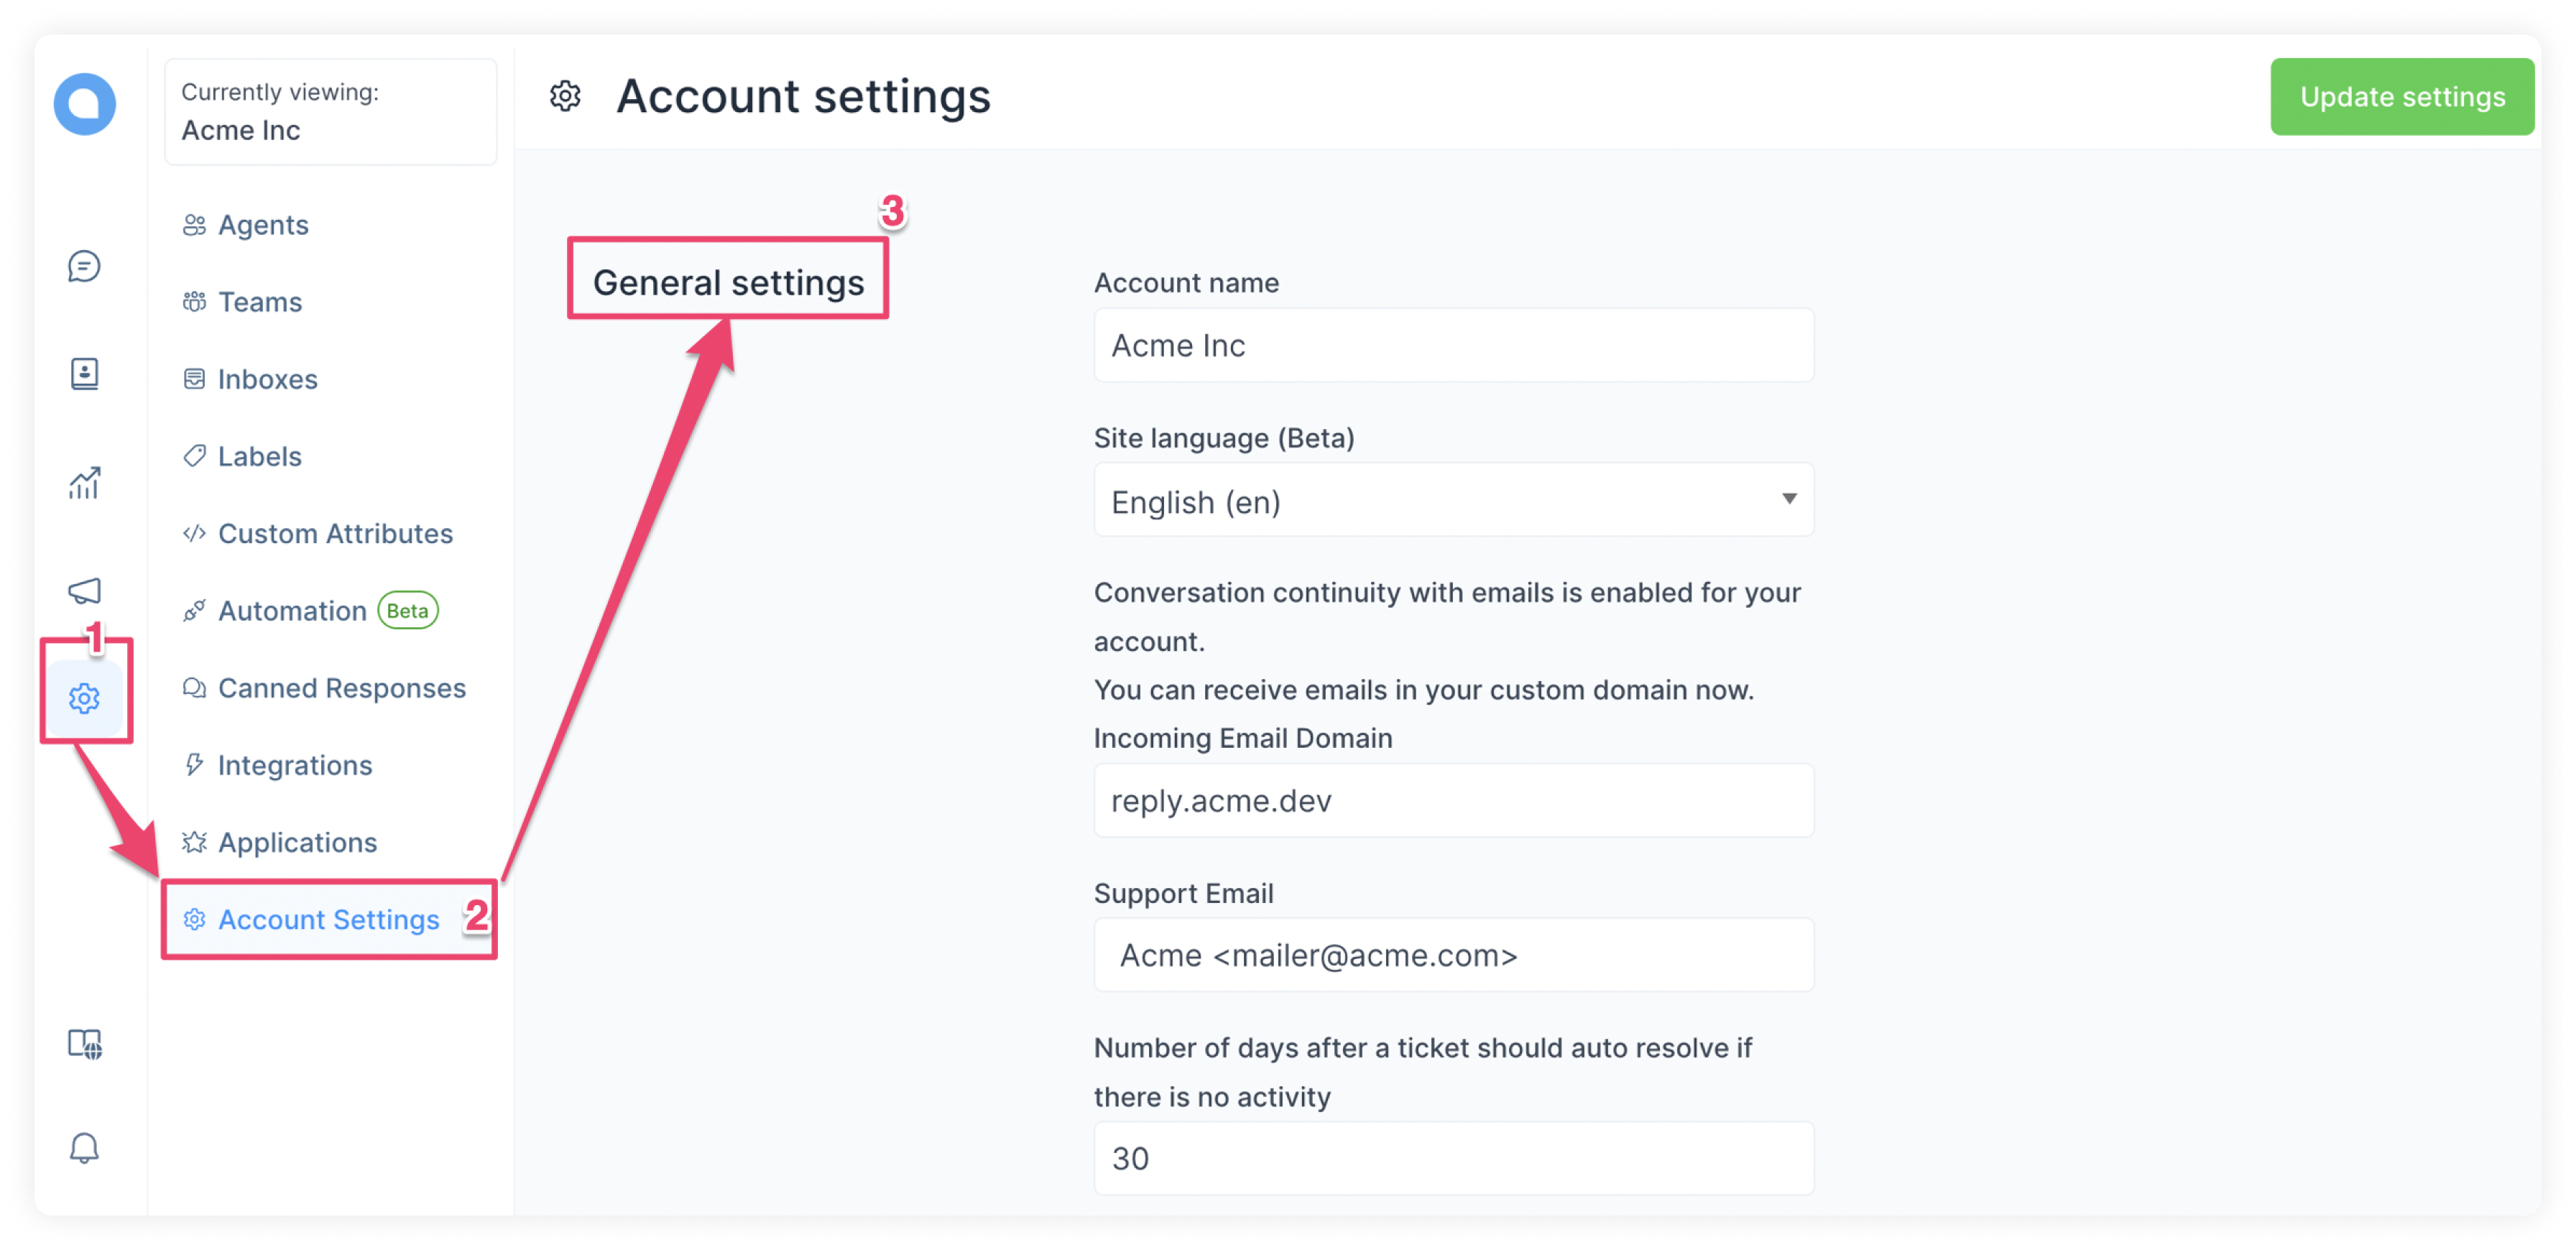 Currently viewing:
Acme Inc
Account settings
Update settings
Agents
Teams
Inboxes
Labels
Custom Attributes
Automation Beta
Canned Responses
Integrations
Applications
Account Settings
1
2
3
General settings
Account name
Acme Inc
Site language (Beta)
English (en)
Conversation continuity with emails is enabled for your
account.
You can receive emails in your custom domain now.
Incoming Email Domain
reply.acme.dev
Support Email
Acme <mailer@acme.com>
Number of days after a ticket should auto resolve if
there is no activity
30